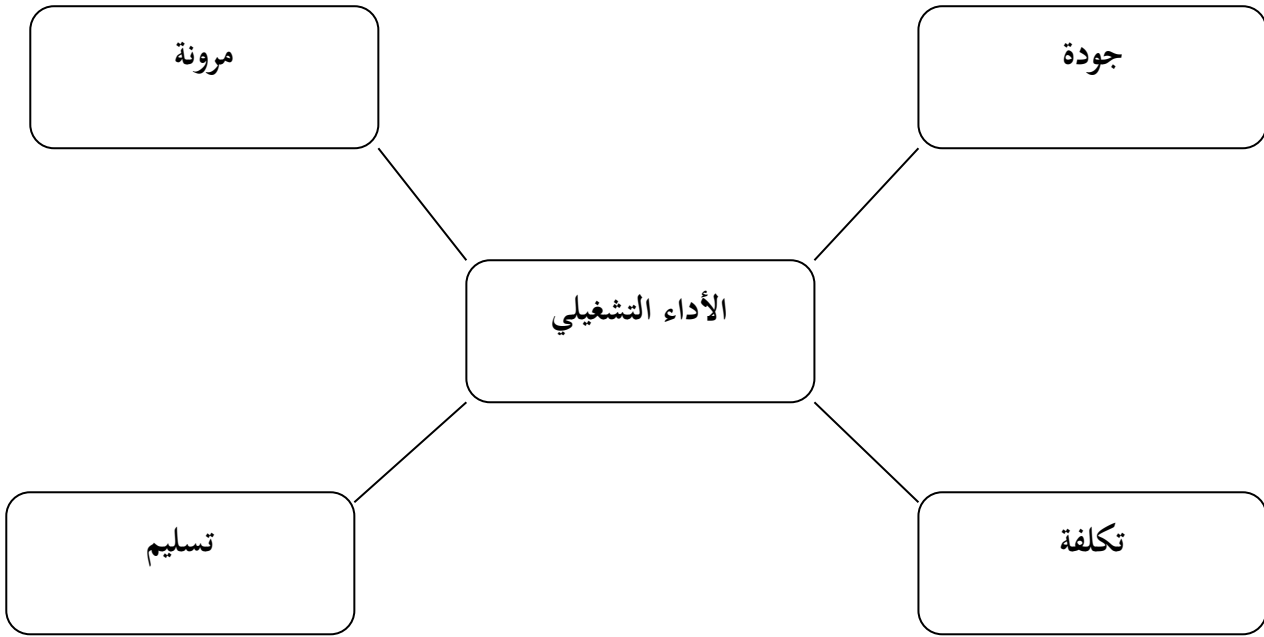 جودة
مرونة
الأداء التشغيلي
تكلفة
تسليم